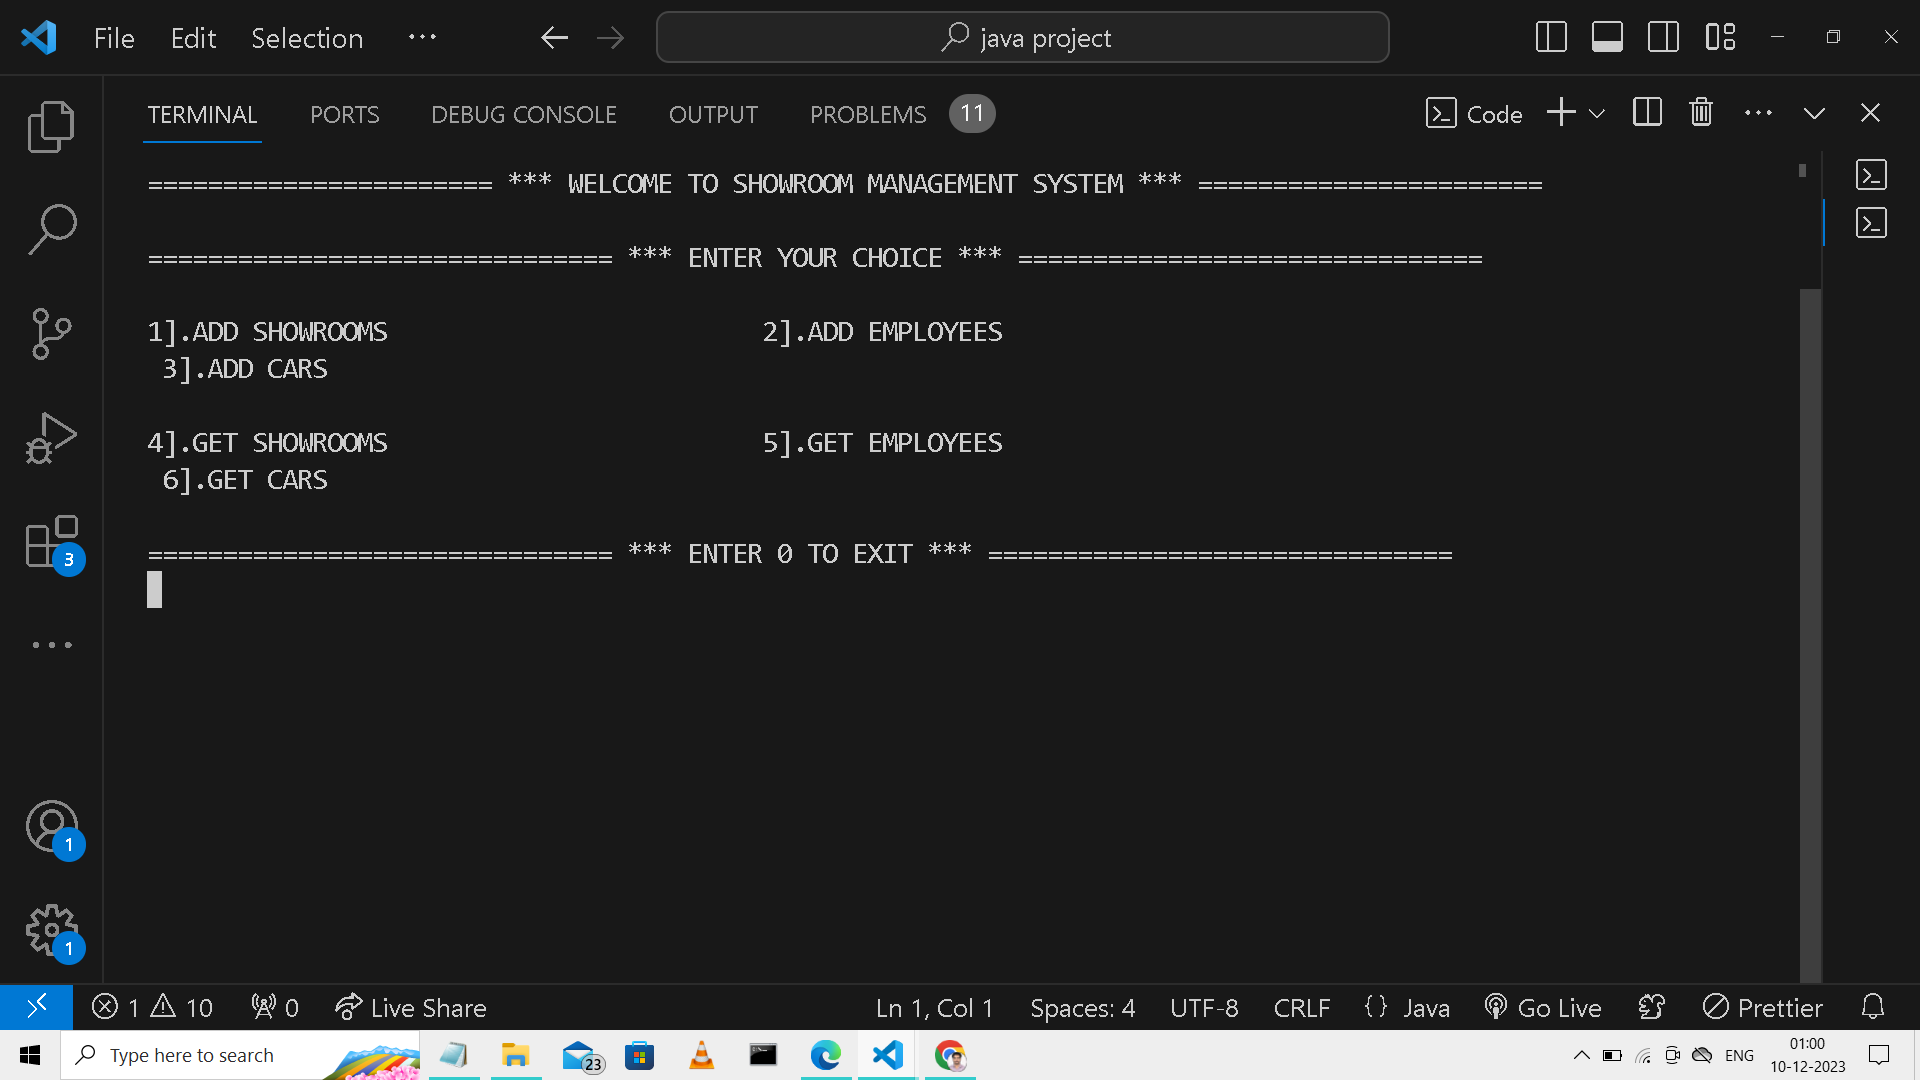 File Edit Selection ··· java project
TERMINAL PORTS DEBUG CONSOLE OUTPUT PROBLEMS 11 Code
======================= *** WELCOME TO SHOWROOM MANAGEMENT SYSTEM *** =======================
=============================== *** ENTER YOUR CHOICE *** ===============================
1].ADD SHOWROOMS 2].ADD EMPLOYEES
3].ADD CARS
4].GET SHOWROOMS 5].GET EMPLOYEES
6].GET CARS
=============================== *** ENTER 0 TO EXIT *** ===============================
3
1
1
1 10 0 Live Share Ln 1, Col 1 Spaces: 4 UTF-8 CRLF {} Java Go Live Prettier
Type here to search 23 ENG 01:00
10-12-2023